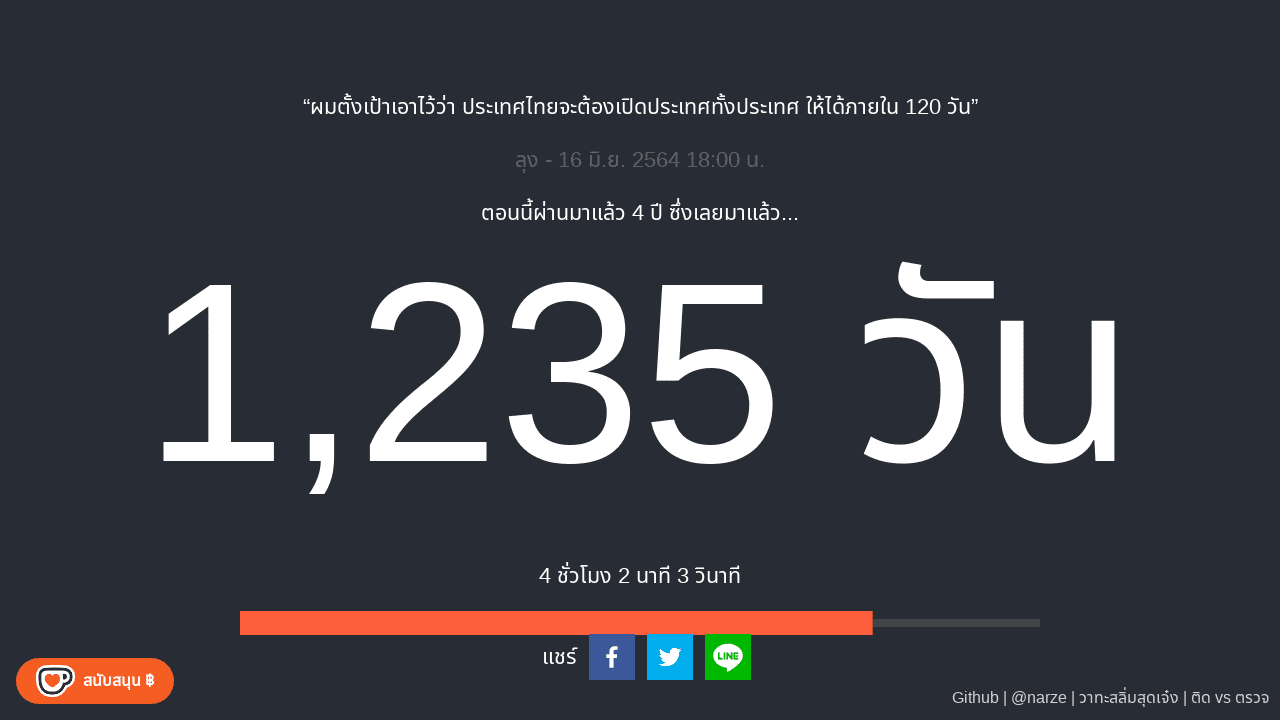 “ผมตั้งเป้าเอาไว้ว่า ประเทศไทยจะต้องเปิดประเทศทั้งประเทศ ให้ได้ภายใน 120 วัน”
ลุง - 16 มิ.ย. 2564 18:00 น.
ตอนนี้ผ่านมาแล้ว 4 ปี ซึ่งเลยมาแล้ว...
1,235 วัน
4 ชั่วโมง 2 นาที 3 วินาที
แชร์ LINE
สนับสนุน ฿
Github | @narze | วาทะสลิ่มสุดเจ๋ง | ติด vs ตรวจ